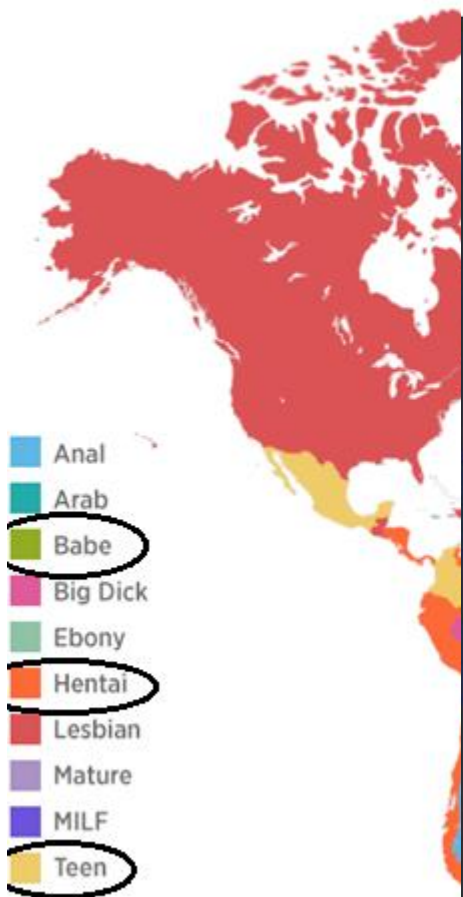 Anal
Arab
Babe
Big Dick
Ebony
Hentai
Lesbian
Mature
MILF
Teen